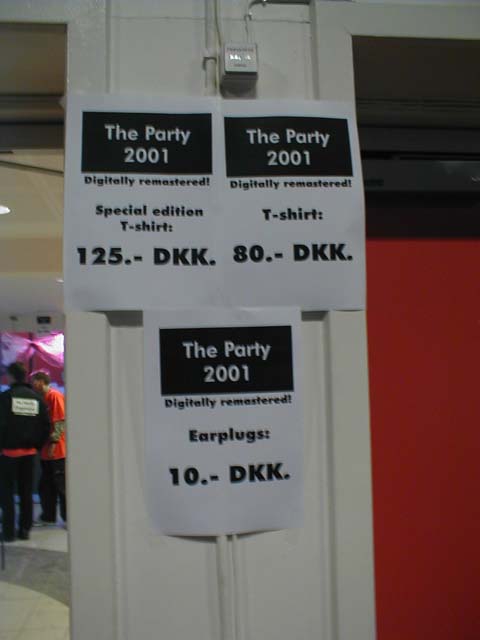 The Party
2001
Digitally remastered!
Special edition
T-shirt:
125.- DKK.
The Party
2001
Digitally remastered!
T-shirt:
80.- DKK.
The Party
2001
Digitally remastered!
Earplugs:
10.- DKK.